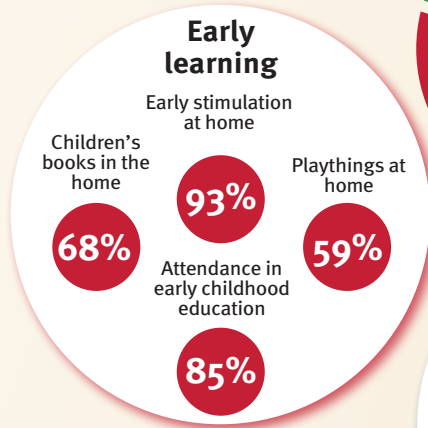 Early
learning
Early stimulation
at home
93%
Children's
books in the
home
68%
Playthings at
home
59%
Attendance in
early childhood
education
85%